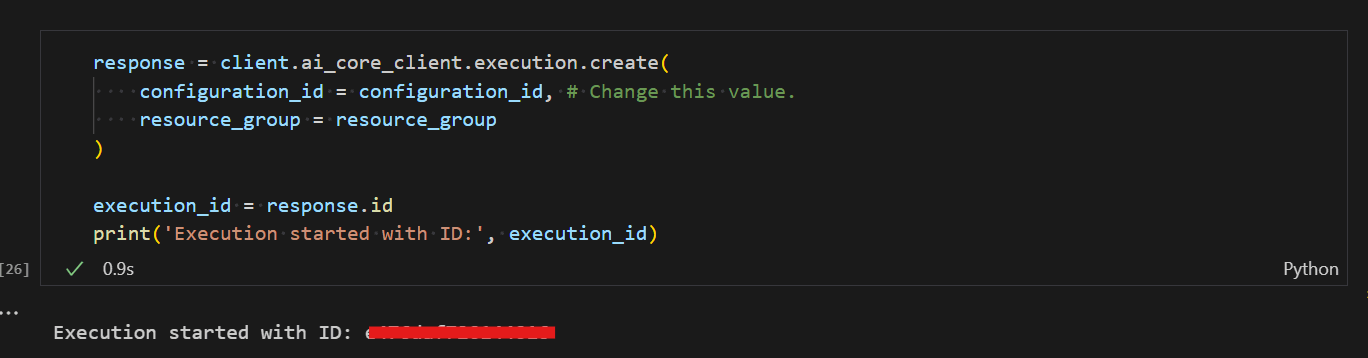 response = client.ai_core_client.execution.create(
    configuration_id = configuration_id, # Change this value.
    resource_group = resource_group
)
execution_id = response.id
print('Execution started with ID:', execution_id)
[26]
0.9s
Python
...
Execution started with ID: